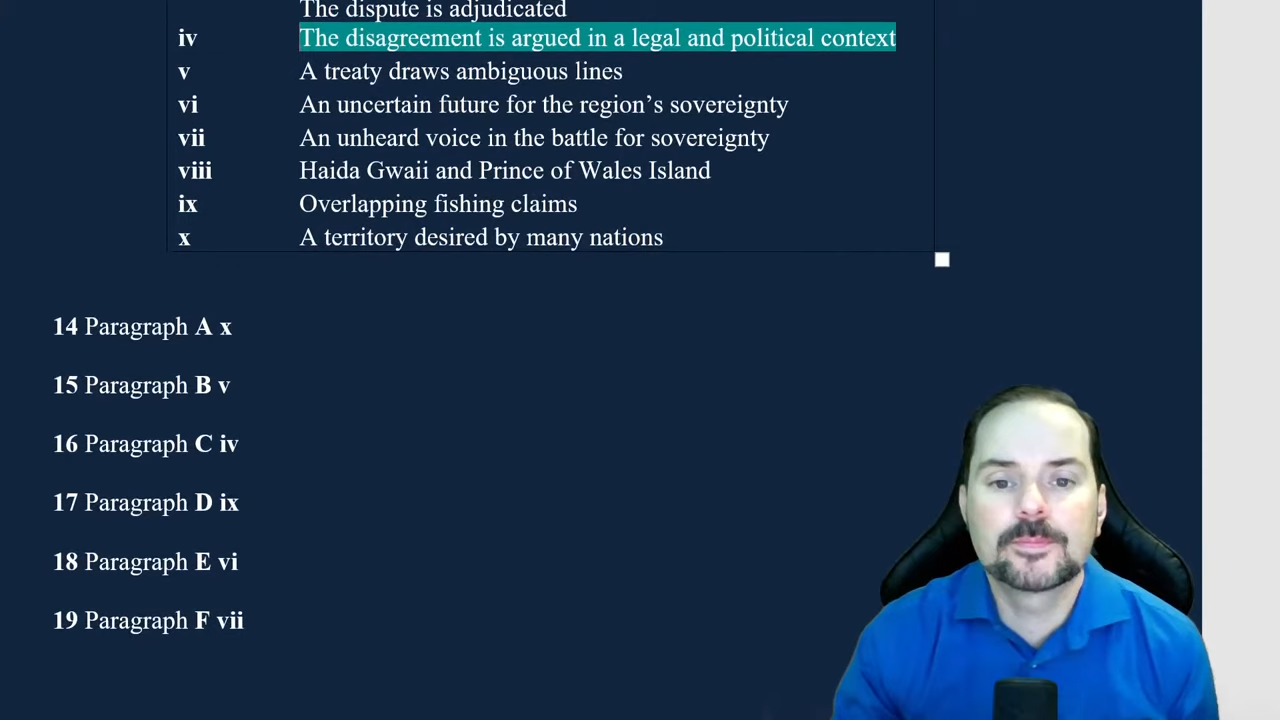 The dispute is adjudicated
iv The disagreement is argued in a legal and political context
v A treaty draws ambiguous lines
vi An uncertain future for the region’s sovereignty
vii An unheard voice in the battle for sovereignty
viii Haida Gwaii and Prince of Wales Island
ix Overlapping fishing claims
x A territory desired by many nations
14 Paragraph A x
15 Paragraph B v
16 Paragraph C iv
17 Paragraph D ix
18 Paragraph E vi
19 Paragraph F vii